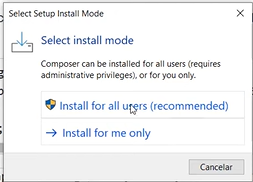 Select Setup Install Mode
Select install mode
Composer can be installed for all users (requires
administrative privileges), or for you only.
Install for all users (recommended)
Install for me only
Cancelar